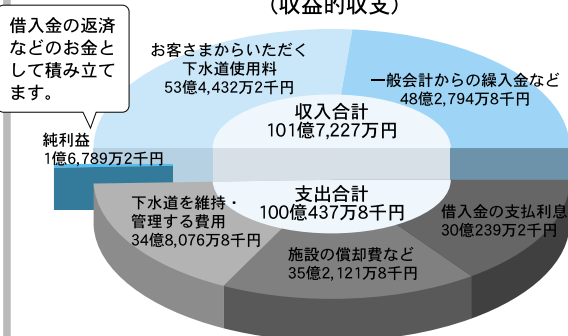 （収益的収支）
借入金の返済
などのお金と
して積み立て
ます。
お客さまからいただく
下水道使用料
53億4,432万2千円
一般会計からの繰入金など
48億2,794万8千円
収入合計
101億7,227万円
純利益
1億6,789万2千円
支出合計
100億437万8千円
下水道を維持・
管理する費用
34億8,076万8千円
施設の償却費など
35億2,121万8千円
借入金の支払利息
30億239万2千円